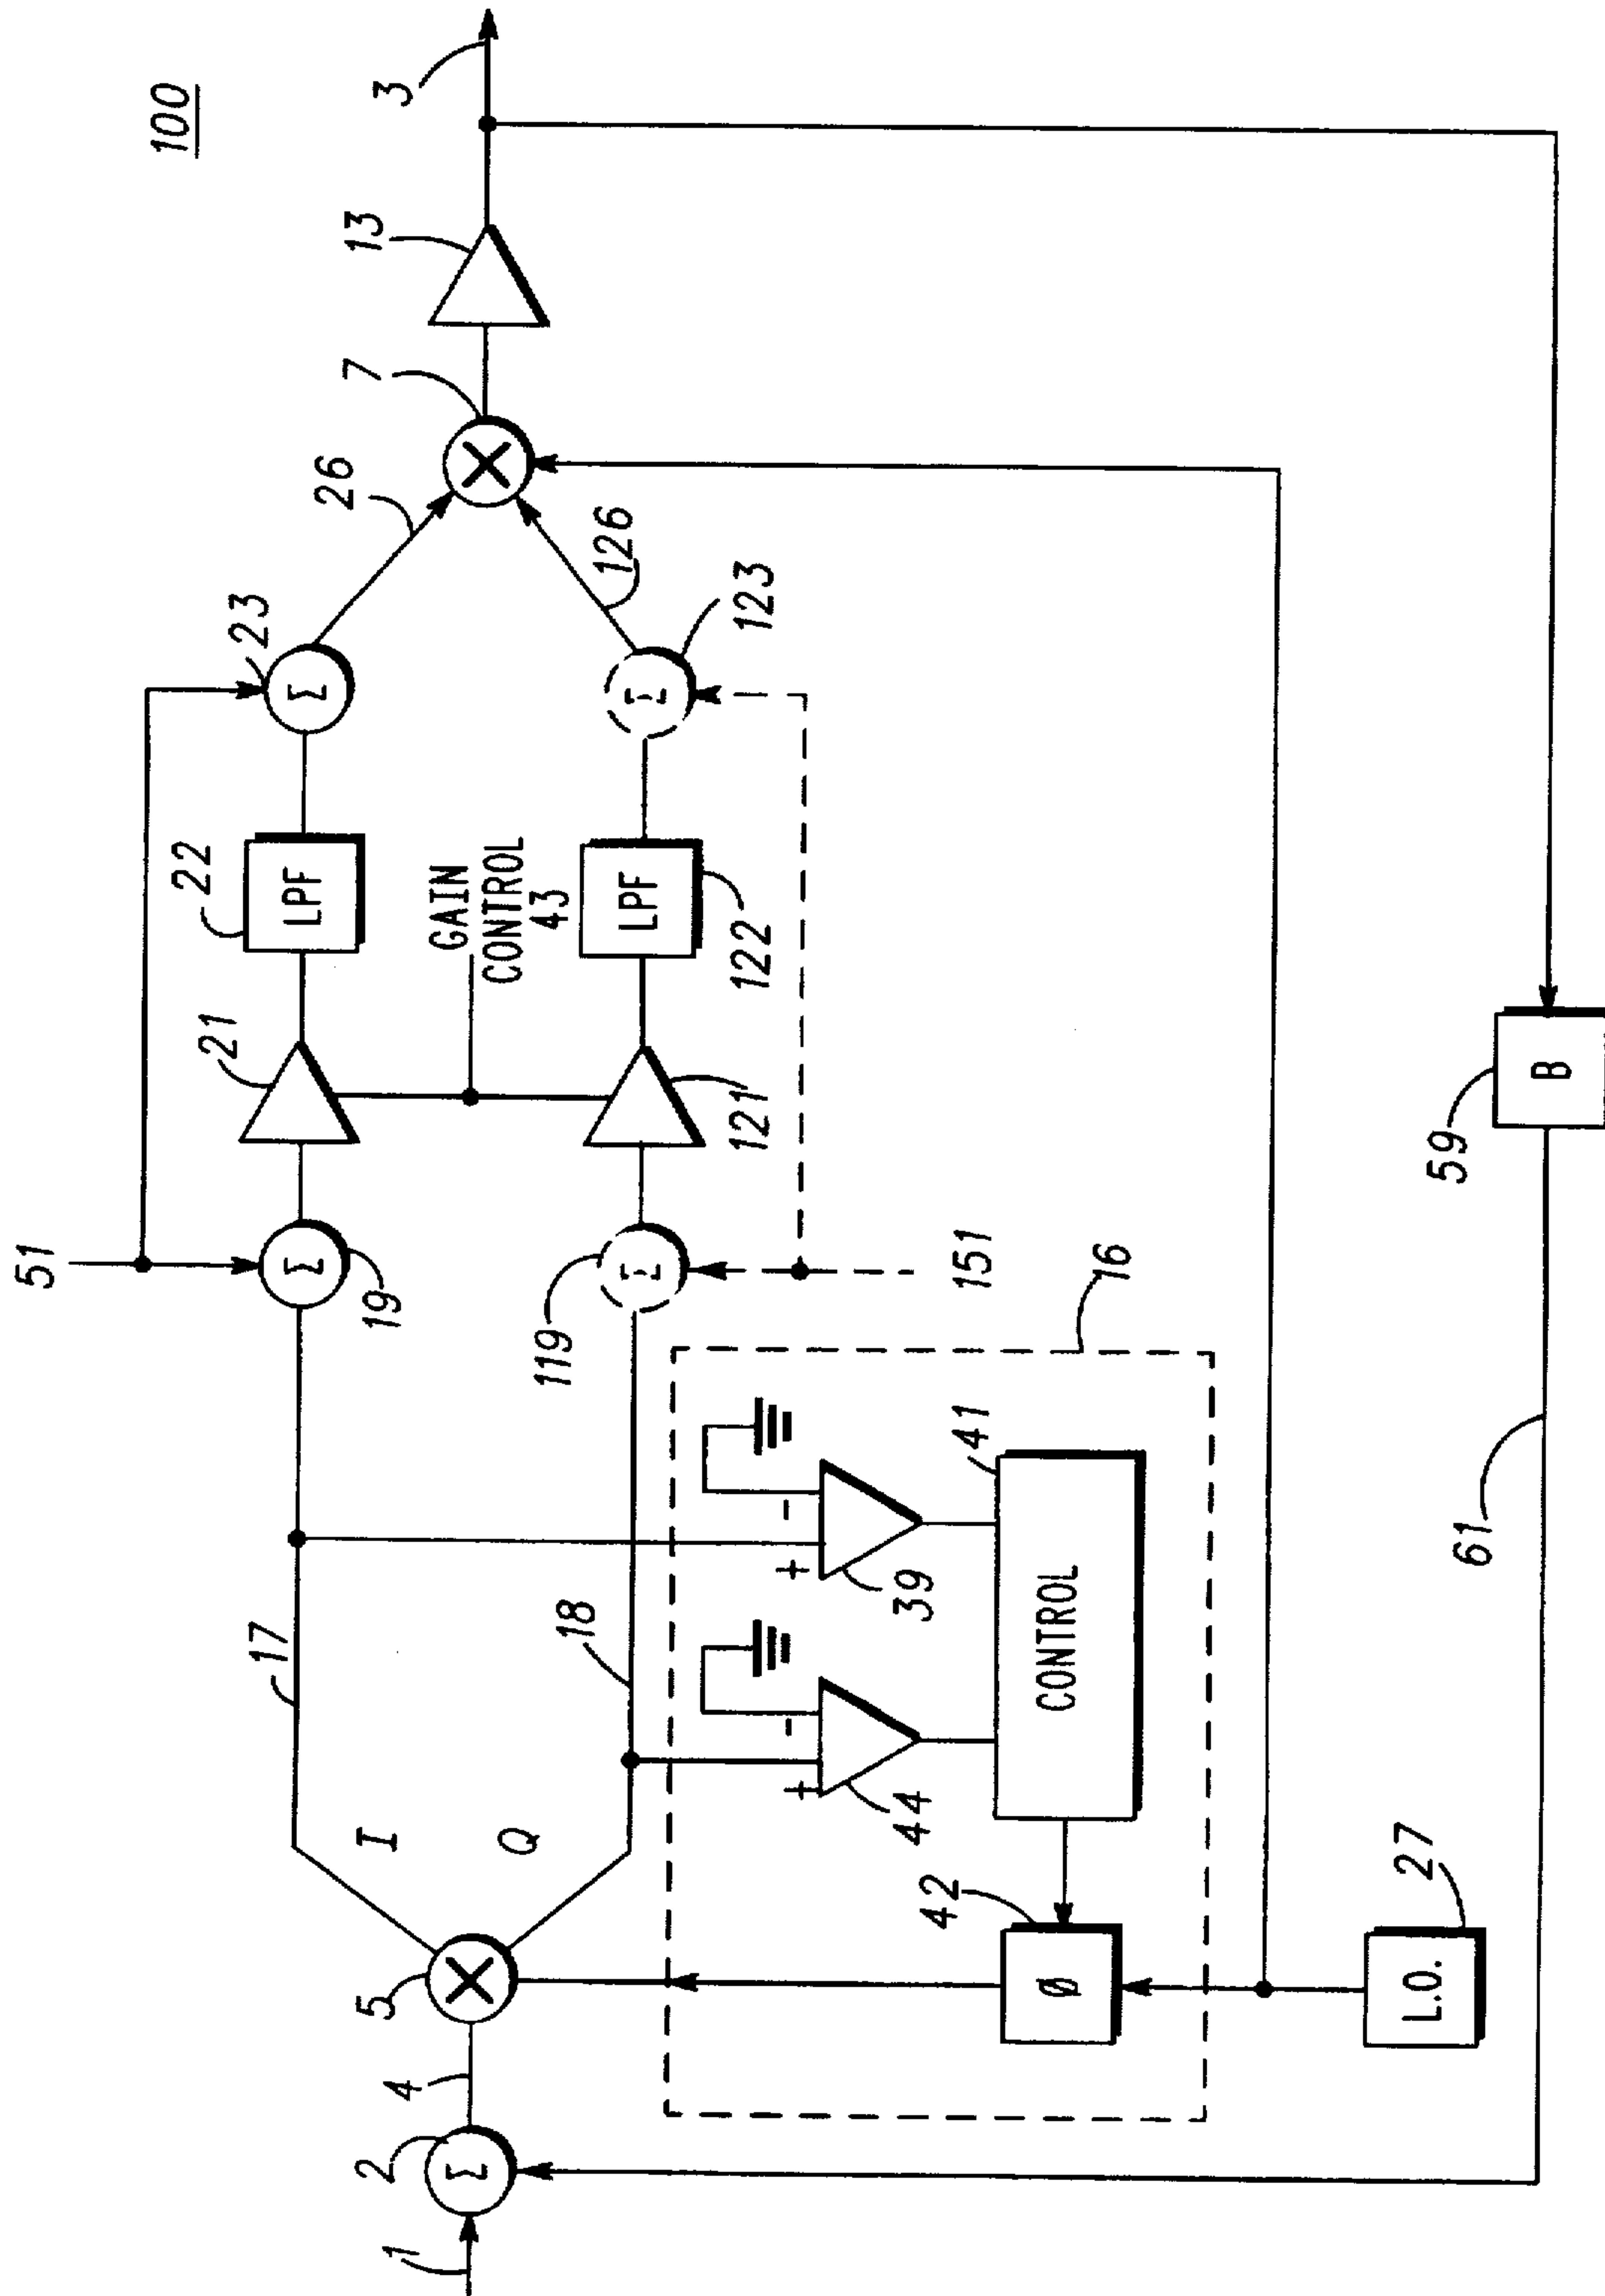 100
51
17
19
21
22
23
26
7
13
3
I
Q
18
119
Σ
Σ
LPF
GAIN
CONTROL
43
LPF
121
122
Σ
Σ
123
126
151
1
2
Σ
4
5
+
-
+
-
44
39
41
CONTROL
16
42
Ø
L.O.
27
61
59
B